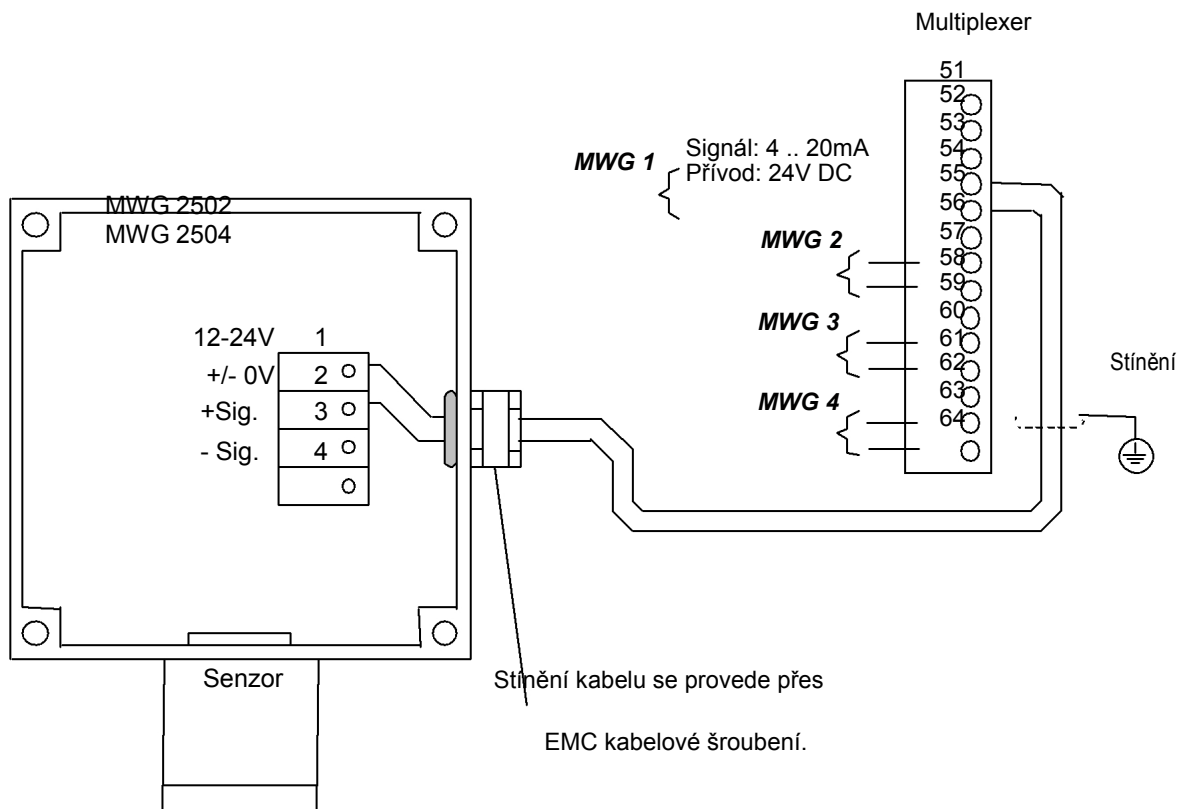 Multiplexer
51
52
53
54
55
56
57
58
59
60
61
62
63
64
MWG 1
Signál: 4 .. 20mA
Přívod: 24V DC
MWG 2
MWG 3
MWG 4
Stínění
MWG 2502
MWG 2504
12-24V 1
+/- 0V 2
+Sig. 3
- Sig. 4
Senzor
Stínění kabelu se provede přes
EMC kabelové šroubení.